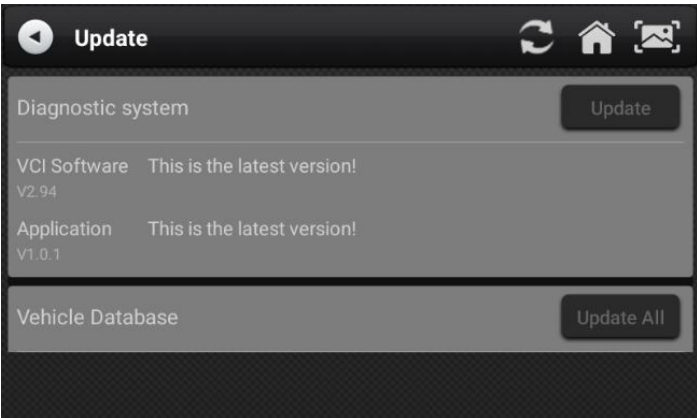 Update
Diagnostic system Update
VCI Software This is the latest version!
V2.94
Application This is the latest version!
V1.0.1
Vehicle Database Update All